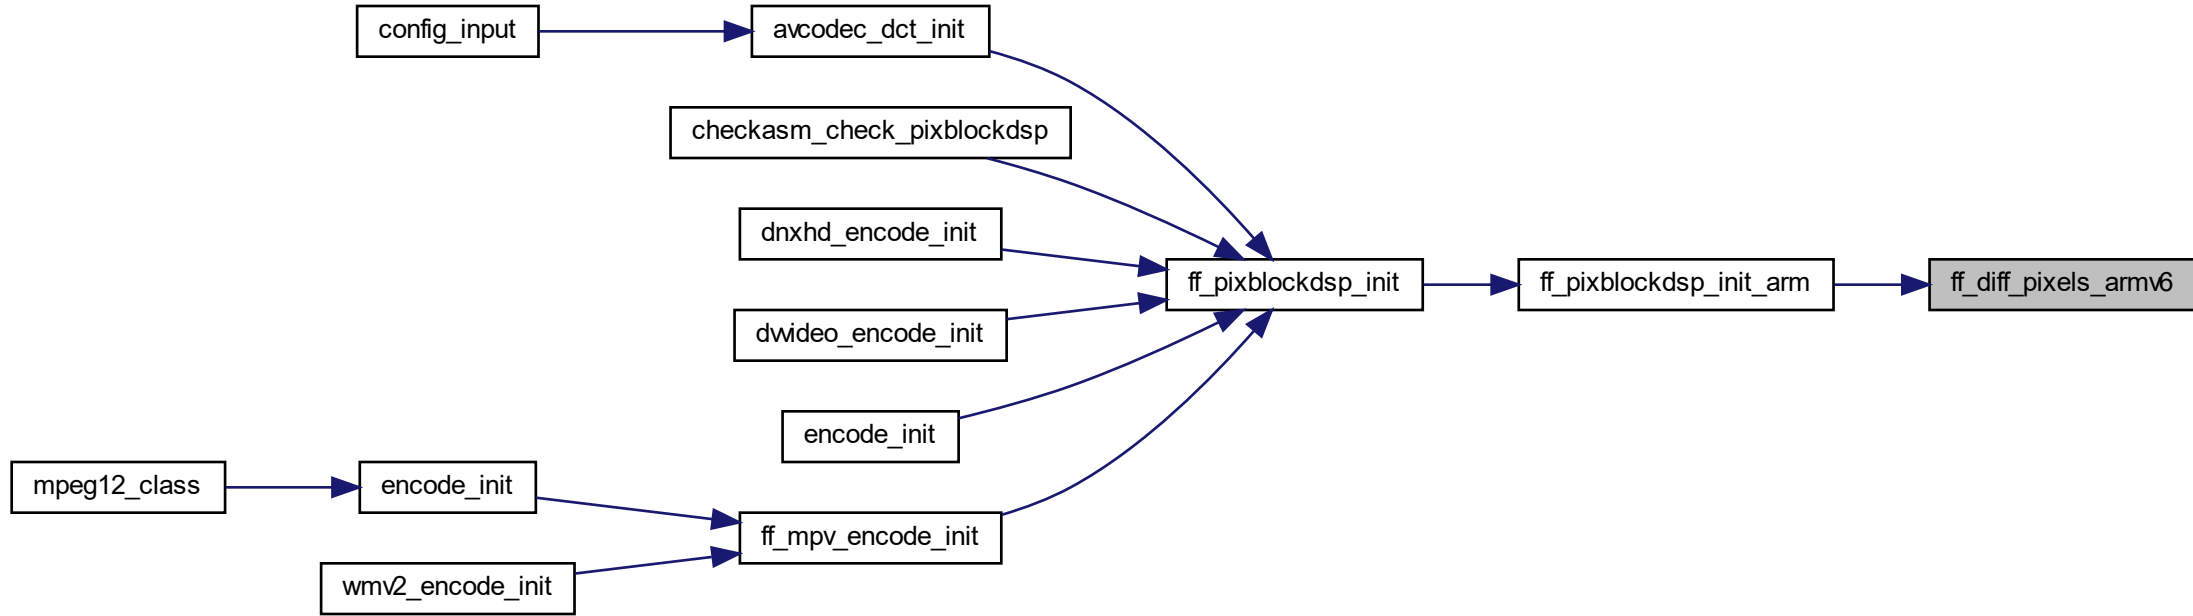 config_input
avcodec_dct_init
checkasm_check_pixblockdsp
dnxhd_encode_init
ff_pixblockdsp_init
ff_pixblockdsp_init_arm
ff_diff_pixels_armv6
dvvideo_encode_init
encode_init
mpeg12_class
encode_init
ff_mpv_encode_init
wmv2_encode_init